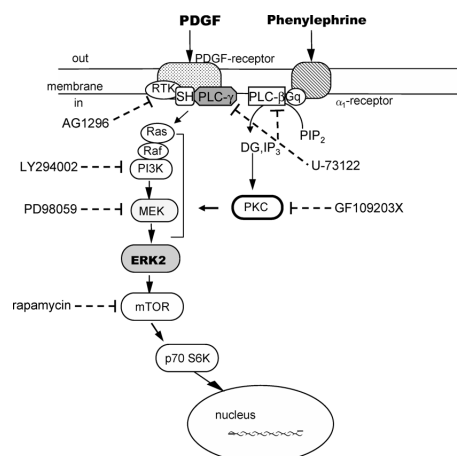 PDGF
Phenylephrine
out
PDGF-receptor
membrane
RTK
in
SH
PLC-γ
PLC-β
Gq
α1-receptor
AG1296
Ras
PIP2
DG,IP3
Raf
U-73122
LY294002
PI3K
PD98059
MEK
PKC
GF109203X
ERK2
rapamycin
mTOR
p70 S6K
nucleus